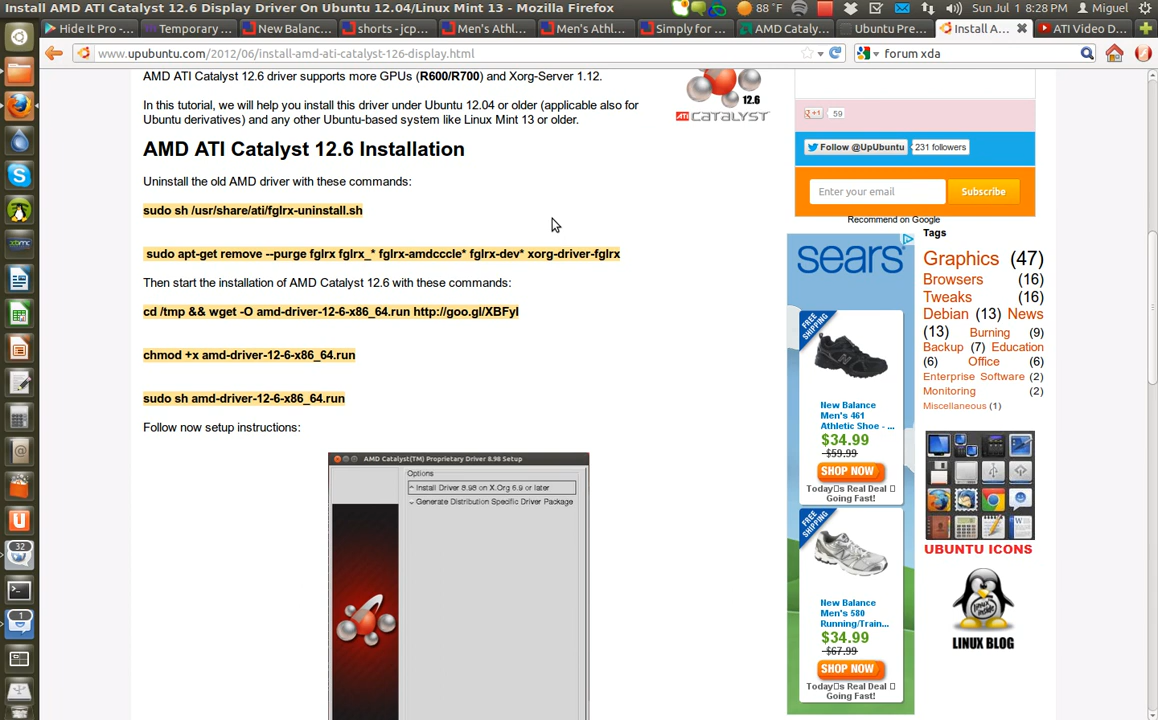 Install AMD ATI Catalyst 12.6 Display Driver On Ubuntu 12.04/Linux Mint 13 - Mozilla Firefox
88 °F
Sun Jul 1 8:28 PM
Miguel
Hide It Pro -...
Temporary ...
New Balanc...
shorts - jcp...
Men's Athl...
Men's Athl...
Simply for ...
AMD Cataly...
Ubuntu Pre...
Install A...
ATI Video D...
www.upubuntu.com/2012/06/install-amd-ati-catalyst-126-display.html
forum xda
AMD ATI Catalyst 12.6 driver supports more GPUs (R600/R700) and Xorg-Server 1.12.
In this tutorial, we will help you install this driver under Ubuntu 12.04 or older (applicable also for
Ubuntu derivatives) and any other Ubuntu-based system like Linux Mint 13 or older.
12.6
ATI CATALYST
AMD ATI Catalyst 12.6 Installation
Uninstall the old AMD driver with these commands:
sudo sh /usr/share/ati/fglrx-uninstall.sh
sudo apt-get remove --purge fglrx fglrx_* fglrx-amdcccle* fglrx-dev* xorg-driver-fglrx
Then start the installation of AMD Catalyst 12.6 with these commands:
cd /tmp && wget -O amd-driver-12-6-x86_64.run http://goo.gl/XBFyI
chmod +x amd-driver-12-6-x86_64.run
sudo sh amd-driver-12-6-x86_64.run
Follow now setup instructions:
AMD Catalyst(TM) Proprietary Driver 8.98 Setup
Options
Install Driver 8.98 on X.Org 6.9 or later
Generate Distribution Specific Driver Package
+1
59
Follow @UpUbuntu
231 followers
Enter your email
Subscribe
Recommend on Google
sears
FREE SHIPPING
New Balance
Men's 461
Athletic Shoe - ...
$34.99
$59.99
SHOP NOW
Today's Real Deal
Going Fast!
FREE SHIPPING
New Balance
Men's 580
Running/Train...
$34.99
$67.99
SHOP NOW
Today's Real Deal
Going Fast!
Tags
Graphics (47)
Browsers (16)
Tweaks (16)
Debian (13) News
(13) Burning (9)
Backup (7) Education
(6) Office (6)
Enterprise Software (2)
Monitoring (2)
Miscellaneous (1)
UBUNTU ICONS
LINUX BLOG
32
1